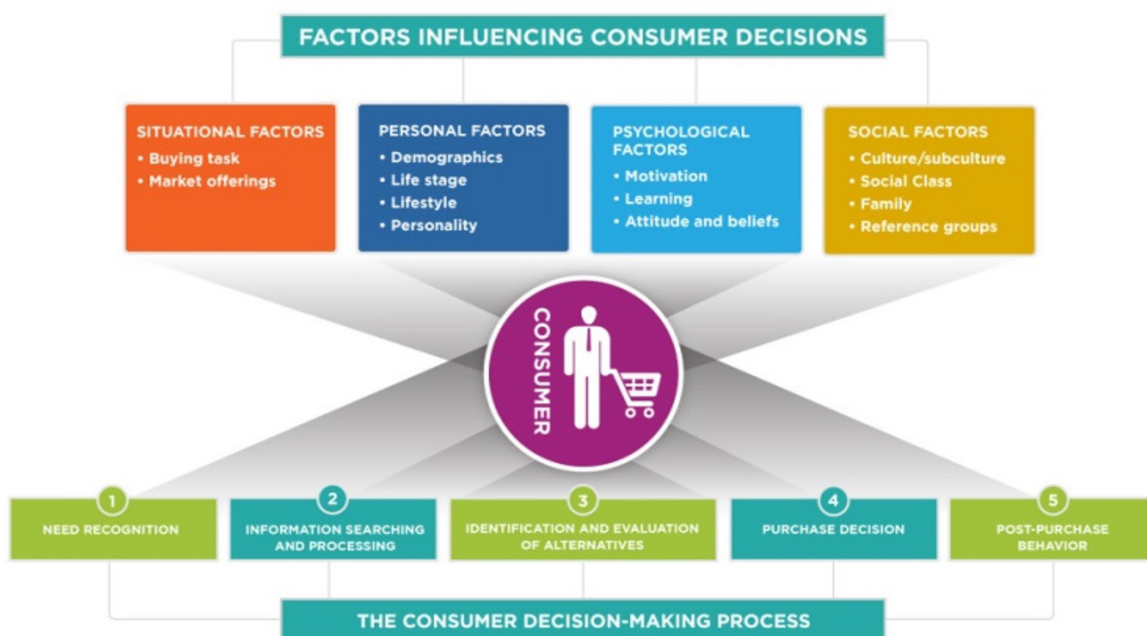 FACTORS INFLUENCING CONSUMER DECISIONS
SITUATIONAL FACTORS
• Buying task
• Market offerings
PERSONAL FACTORS
• Demographics
• Life stage
• Lifestyle
• Personality
PSYCHOLOGICAL
FACTORS
• Motivation
• Learning
• Attitude and beliefs
SOCIAL FACTORS
• Culture/subculture
• Social Class
• Family
• Reference groups
CONSUMER
1
NEED RECOGNITION
2
INFORMATION SEARCHING
AND PROCESSING
3
IDENTIFICATION AND EVALUATION
OF ALTERNATIVES
4
PURCHASE DECISION
5
POST-PURCHASE
BEHAVIOR
THE CONSUMER DECISION-MAKING PROCESS